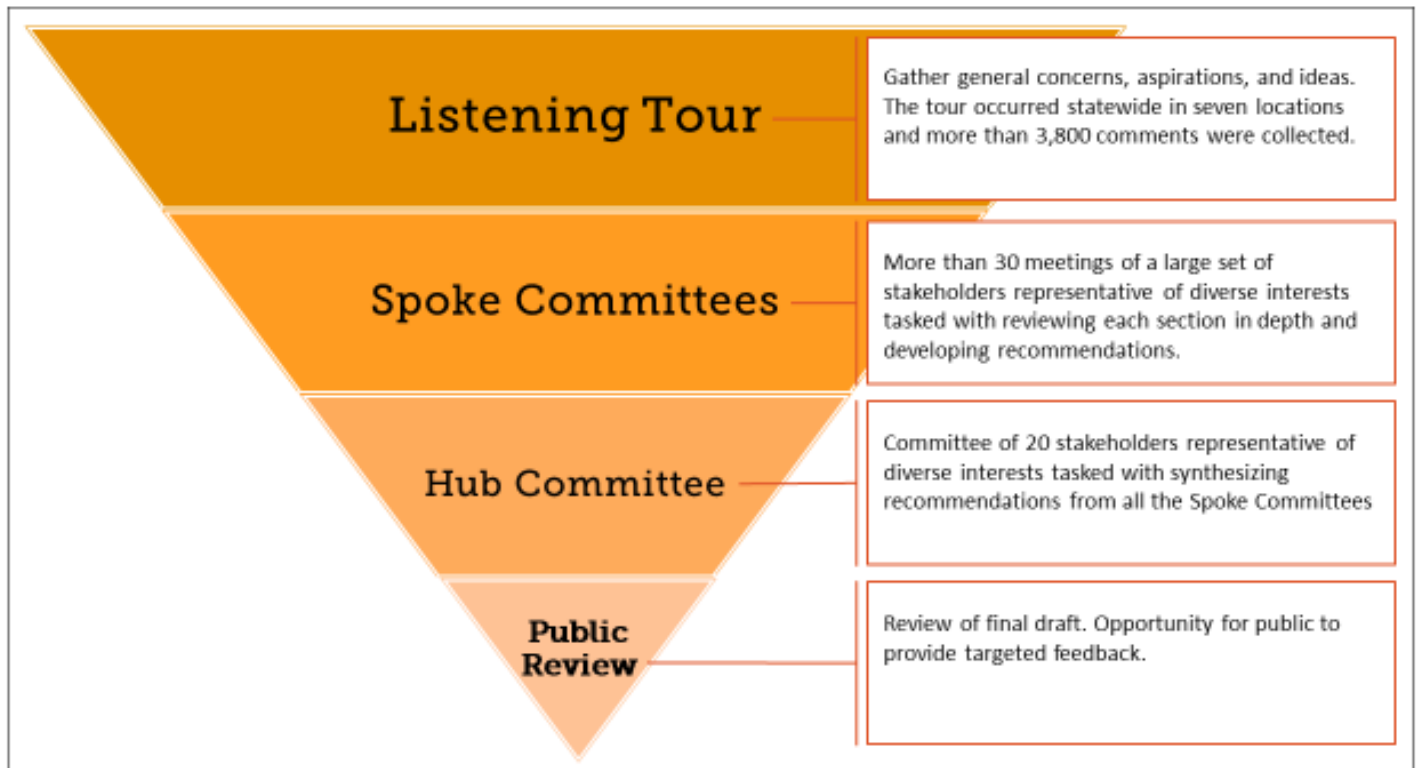 Listening Tour
Gather general concerns, aspirations, and ideas.
The tour occurred statewide in seven locations
and more than 3,800 comments were collected.
Spoke Committees
More than 30 meetings of a large set of
stakeholders representative of diverse interests
tasked with reviewing each section in depth and
developing recommendations.
Hub Committee
Committee of 20 stakeholders representative of
diverse interests tasked with synthesizing
recommendations from all the Spoke Committees
Public
Review
Review of final draft. Opportunity for public to
provide targeted feedback.